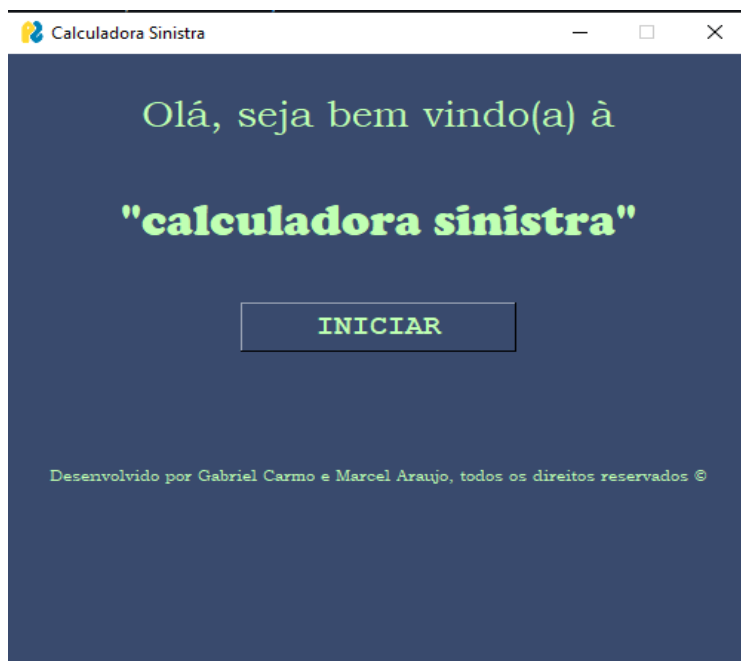 Calculadora Sinistra
Olá, seja bem vindo(a) à
"calculadora sinistra"
INICIAR
Desenvolvido por Gabriel Carmo e Marcel Araujo, todos os direitos reservados ©